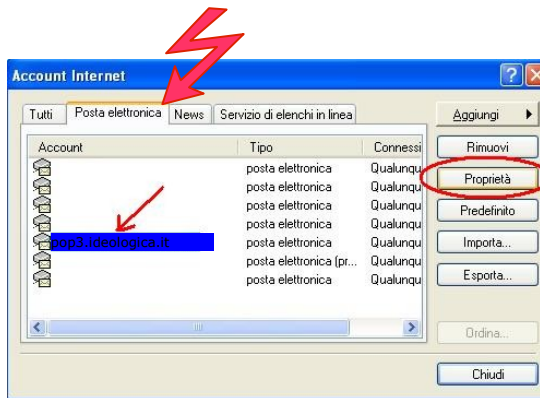 Account Internet
Tutti Posta elettronica News Servizio di elenchi in linea Aggiungi
Account Tipo Connessi Rimuovi
posta elettronica Qualunqu
posta elettronica Qualunqu Proprietà
posta elettronica Qualunqu
posta elettronica Qualunqu Predefinito
pop3.ideologica.it posta elettronica Qualunqu Importa...
posta elettronica (pr... Qualunqu
posta elettronica Qualunqu Esporta...
Ordina...
Chiudi